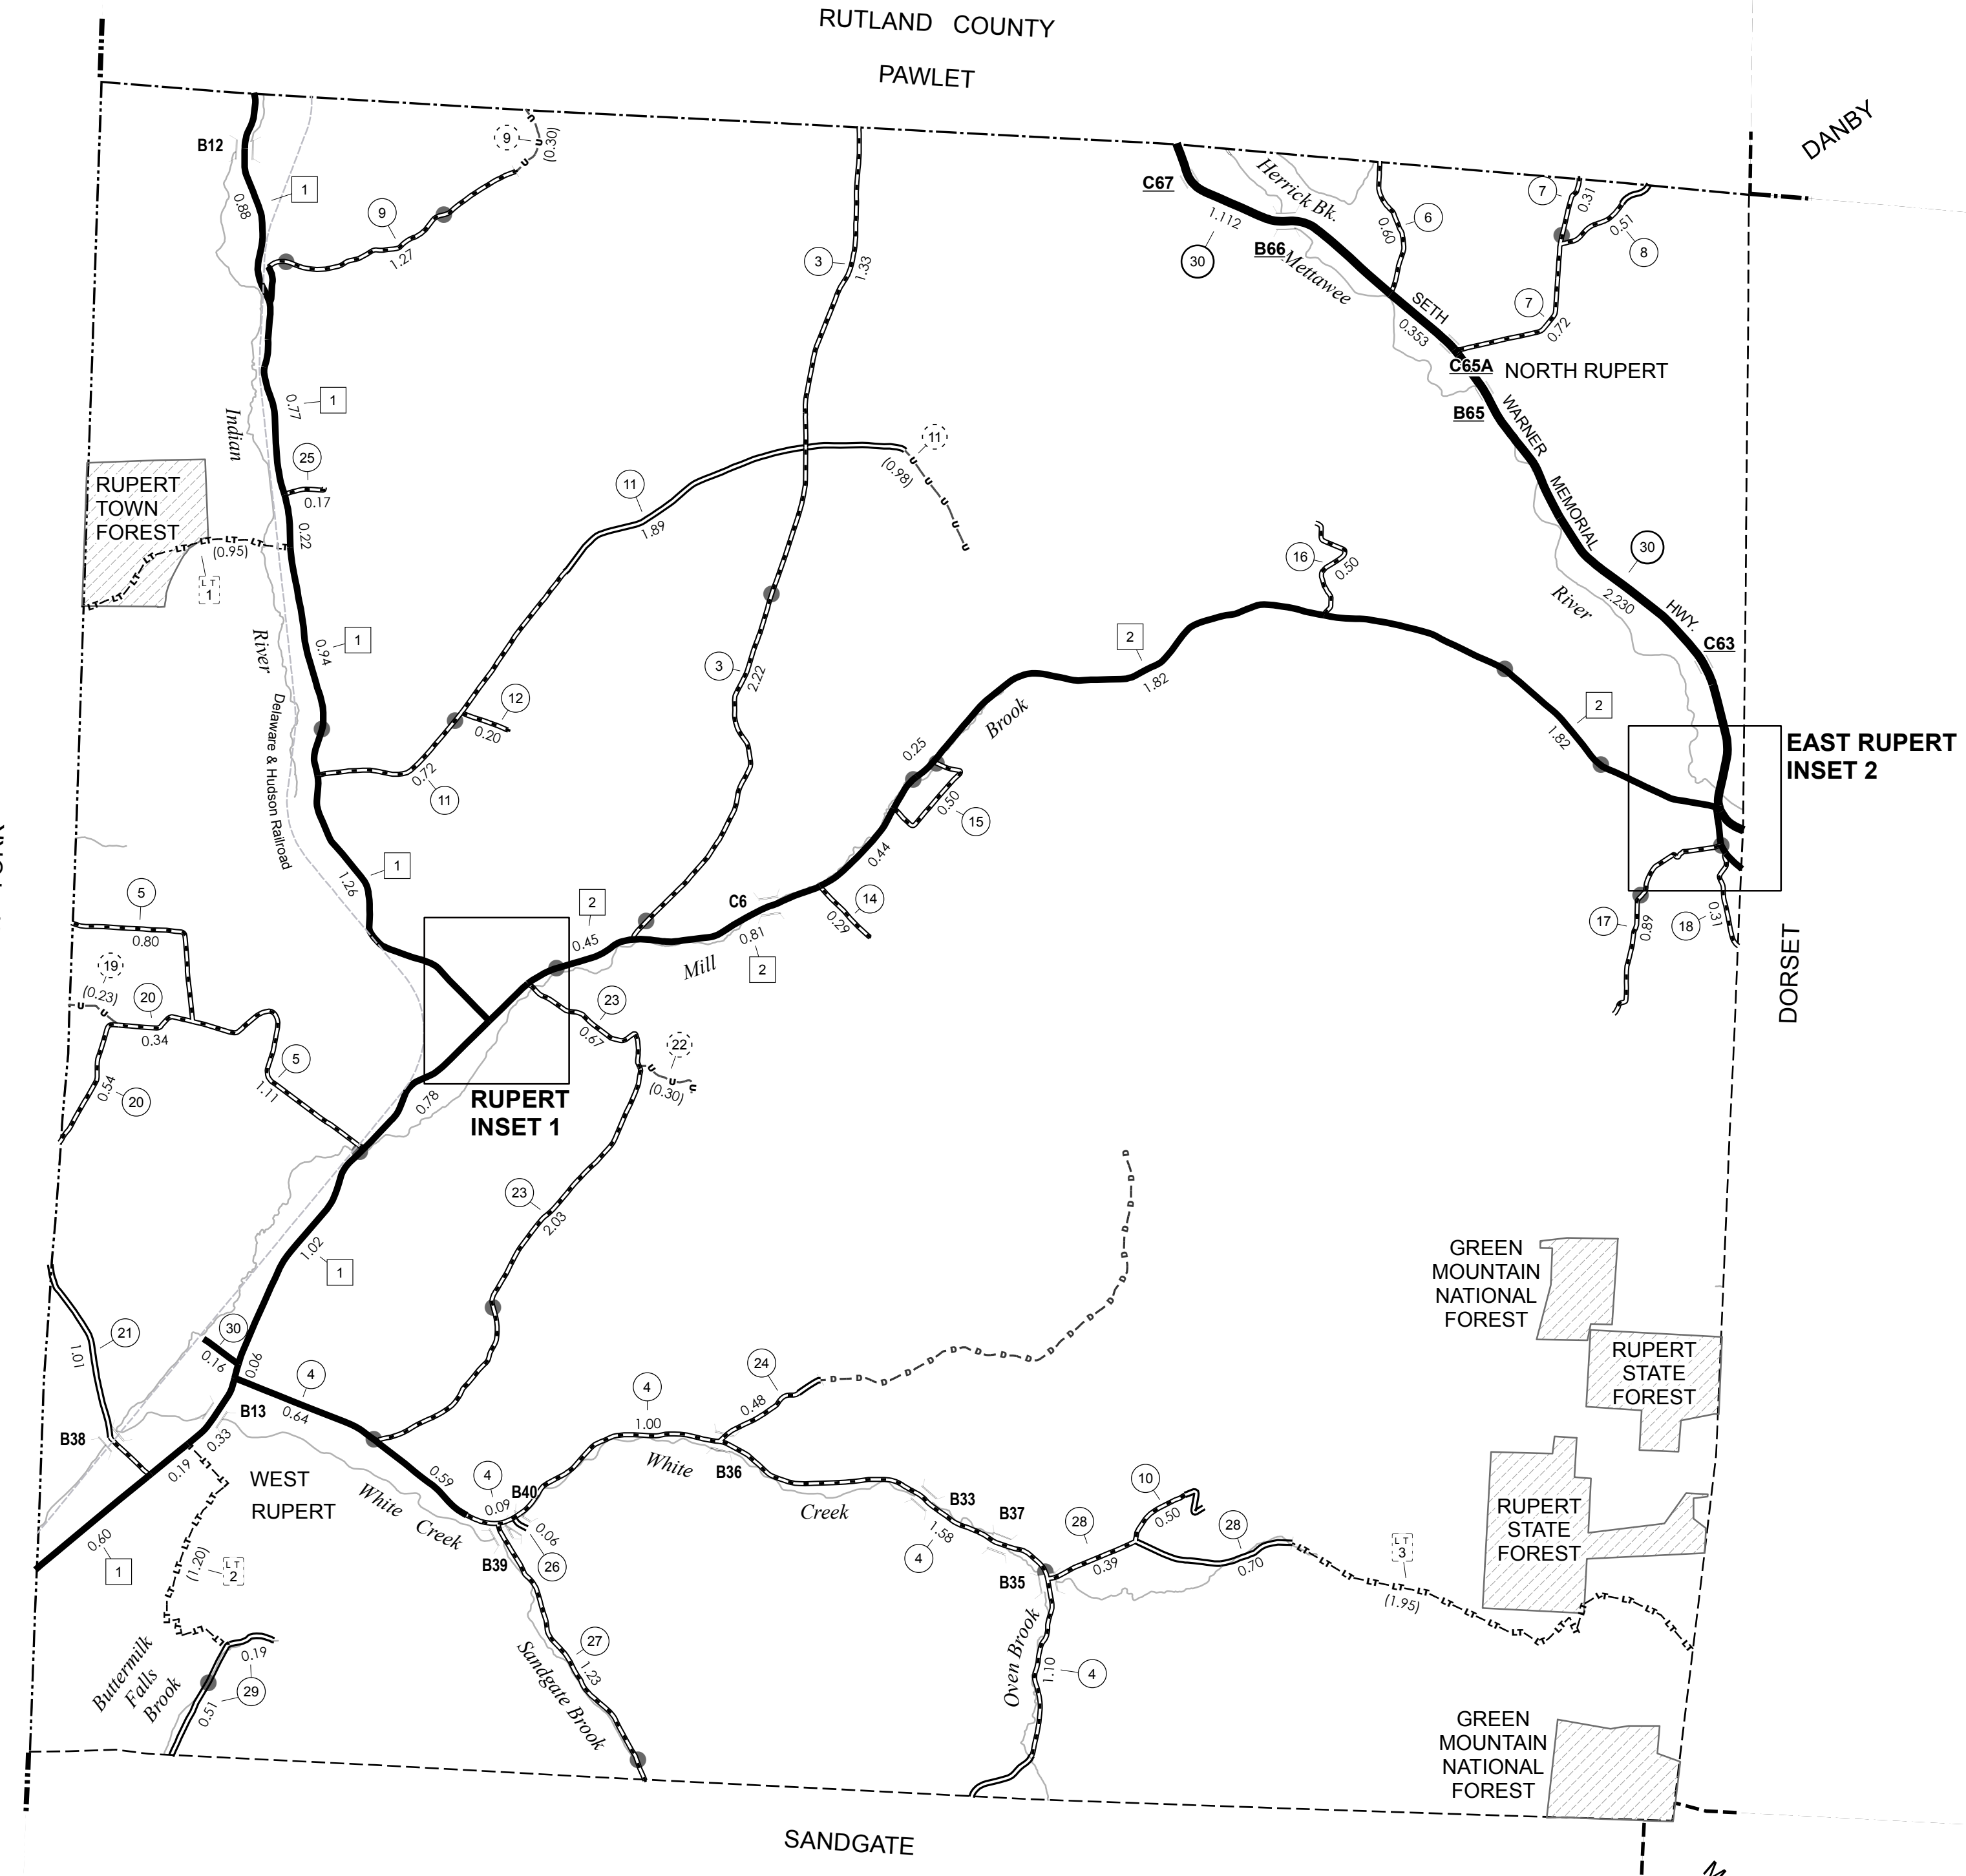 RUTLAND COUNTY
PAWLET
DANBY
B12
1
0.88
9
(0.30)
9
1.27
3
1.33
C67
1.112
30
Herrick Bk.
B66
Mettawee
6
0.60
7
0.31
0.51
8
7
0.72
SETH
0.353
C65A
NORTH RUPERT
B65
WARNER
MEMORIAL
30
2.230
HWY.
C63
River
Indian
0.77
1
25
0.17
0.22
RUPERT
TOWN
FOREST
(0.95)
LT
1
River
0.94
1
Delaware & Hudson Railroad
11
1.89
11
(0.98)
12
0.20
0.72
11
3
2.22
16
0.50
2
1.82
Brook
0.25
0.50
15
0.44
2
1.82
EAST RUPERT
INSET 2
17
0.89
18
0.31
DORSET
1
1.26
2
0.45
C6
0.81
2
14
0.29
Mill
5
0.80
19
(0.23)
20
0.34
0.54
20
5
1.11
0.78
RUPERT
INSET 1
23
0.67
22
(0.30)
23
2.03
1.02
1
21
1.01
30
0.16
0.06
4
0.64
B13
B38
0.33
0.19
WEST
RUPERT
0.60
1
(1.20)
LT
2
Buttermilk
Falls
Brook
0.19
29
0.51
White
Creek
0.59
4
0.09
B40
0.06
26
B39
27
1.23
Sandgate Brook
4
1.00
White
24
0.48
B36
Creek
B33
1.58
4
B37
B35
28
0.39
10
0.50
28
0.70
LT
3
(1.95)
Oven Brook
1.10
4
GREEN
MOUNTAIN
NATIONAL
FOREST
RUPERT
STATE
FOREST
RUPERT
STATE
FOREST
GREEN
MOUNTAIN
NATIONAL
FOREST
SANDGATE